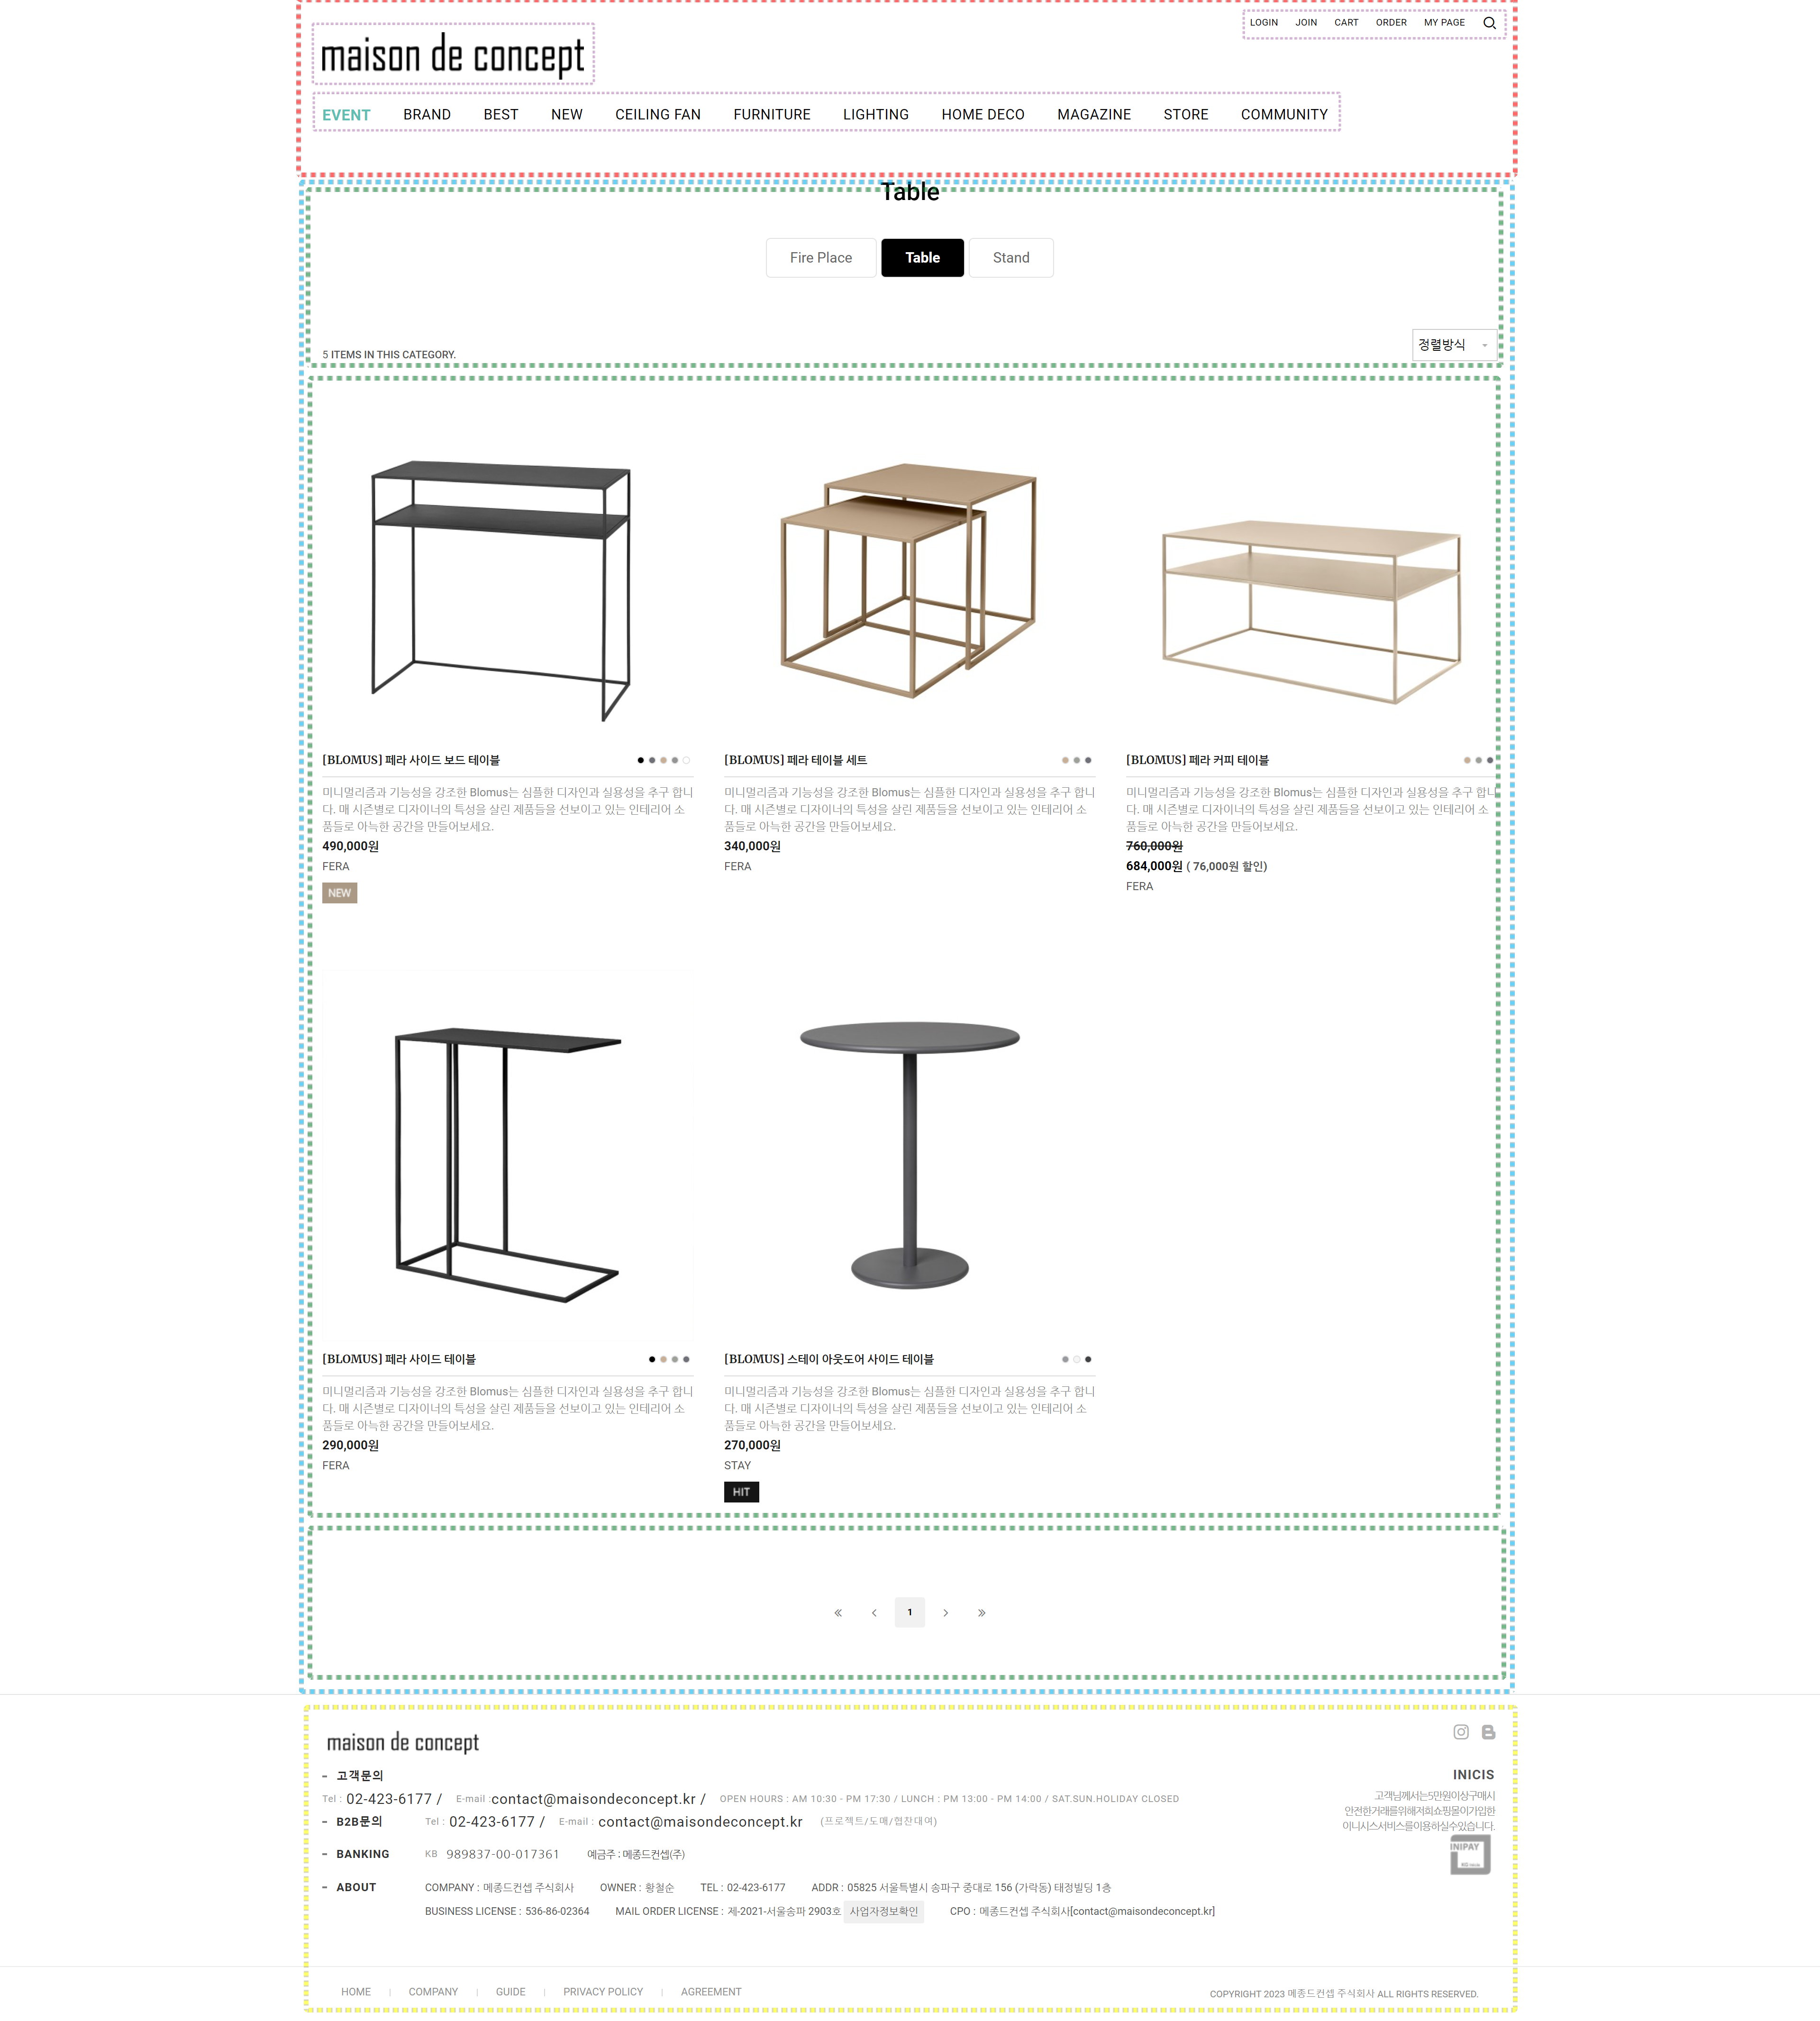 LOGIN JOIN CART ORDER MY PAGE
maison de concept
EVENT BRAND BEST NEW CEILING FAN FURNITURE LIGHTING HOME DECO MAGAZINE STORE COMMUNITY
Table
Fire Place Table Stand
5 ITEMS IN THIS CATEGORY.
정렬방식
[BLOMUS] 페라 사이드 보드 테이블
미니멀리즘과 기능성을 강조한 Blomus는 심플한 디자인과 실용성을 추구 합니
다. 매 시즌별로 디자이너의 특성을 살린 제품들을 선보이고 있는 인테리어 소
품들로 아늑한 공간을 만들어보세요.
490,000원
FERA
NEW
[BLOMUS] 페라 테이블 세트
미니멀리즘과 기능성을 강조한 Blomus는 심플한 디자인과 실용성을 추구 합니
다. 매 시즌별로 디자이너의 특성을 살린 제품들을 선보이고 있는 인테리어 소
품들로 아늑한 공간을 만들어보세요.
340,000원
FERA
[BLOMUS] 페라 커피 테이블
미니멀리즘과 기능성을 강조한 Blomus는 심플한 디자인과 실용성을 추구 합니
다. 매 시즌별로 디자이너의 특성을 살린 제품들을 선보이고 있는 인테리어 소
품들로 아늑한 공간을 만들어보세요.
760,000원
684,000원 ( 76,000원 할인)
FERA
[BLOMUS] 페라 사이드 테이블
미니멀리즘과 기능성을 강조한 Blomus는 심플한 디자인과 실용성을 추구 합니
다. 매 시즌별로 디자이너의 특성을 살린 제품들을 선보이고 있는 인테리어 소
품들로 아늑한 공간을 만들어보세요.
290,000원
FERA
[BLOMUS] 스테이 아웃도어 사이드 테이블
미니멀리즘과 기능성을 강조한 Blomus는 심플한 디자인과 실용성을 추구 합니
다. 매 시즌별로 디자이너의 특성을 살린 제품들을 선보이고 있는 인테리어 소
품들로 아늑한 공간을 만들어보세요.
270,000원
STAY
HIT
« ‹ 1 › »
maison de concept
- 고객문의
Tel : 02-423-6177 / E-mail :contact@maisondeconcept.kr / OPEN HOURS : AM 10:30 - PM 17:30 / LUNCH : PM 13:00 - PM 14:00 / SAT.SUN.HOLIDAY CLOSED
- B2B문의 Tel : 02-423-6177 / E-mail : contact@maisondeconcept.kr (프로젝트/도매/협찬대여)
- BANKING KB 989837-00-017361 예금주 : 메종드컨셉(주)
- ABOUT COMPANY : 메종드컨셉 주식회사 OWNER : 황철순 TEL : 02-423-6177 ADDR : 05825 서울특별시 송파구 중대로 156 (가락동) 태정빌딩 1층
BUSINESS LICENSE : 536-86-02364 MAIL ORDER LICENSE : 제-2021-서울송파 2903호 사업자정보확인 CPO : 메종드컨셉 주식회사[contact@maisondeconcept.kr]
INICIS
고객님께서는5만원이상구매시
안전한거래를위해저희쇼핑몰이가입한
이니시스서비스를이용하실수있습니다.
INIPAY
KG INICIS
HOME | COMPANY | GUIDE | PRIVACY POLICY | AGREEMENT
COPYRIGHT 2023 메종드컨셉 주식회사 ALL RIGHTS RESERVED.